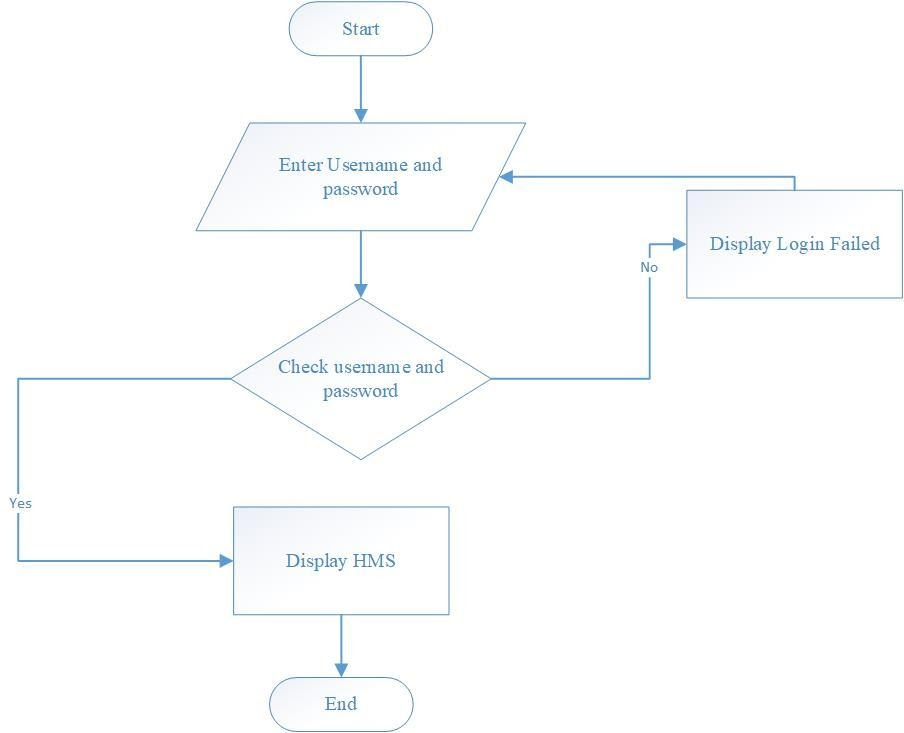 Start
Enter Username and
password
Display Login Failed
No
Check username and
password
Yes
Display HMS
End